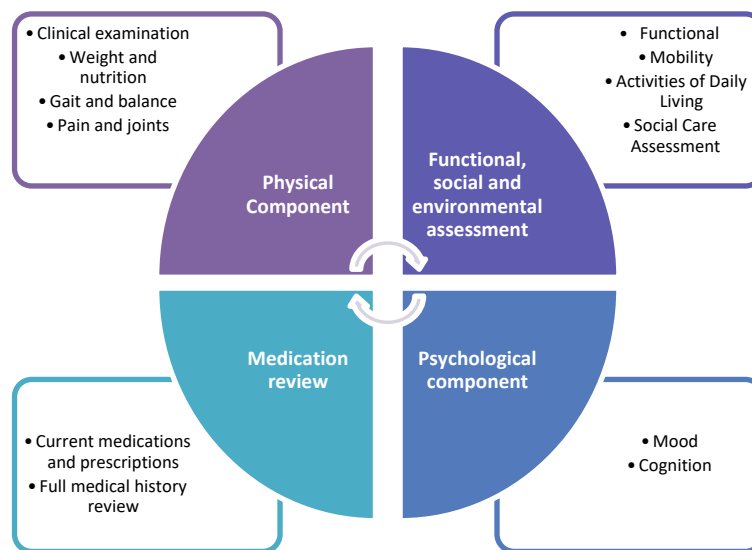 • Clinical examination
• Weight and
nutrition
• Gait and balance
• Pain and joints
• Functional
• Mobility
• Activities of Daily
Living
• Social Care
Assessment
Physical
Component
Functional,
social and
environmental
assessment
Medication
review
Psychological
component
• Current medications
and prescriptions
• Full medical history
review
• Mood
• Cognition